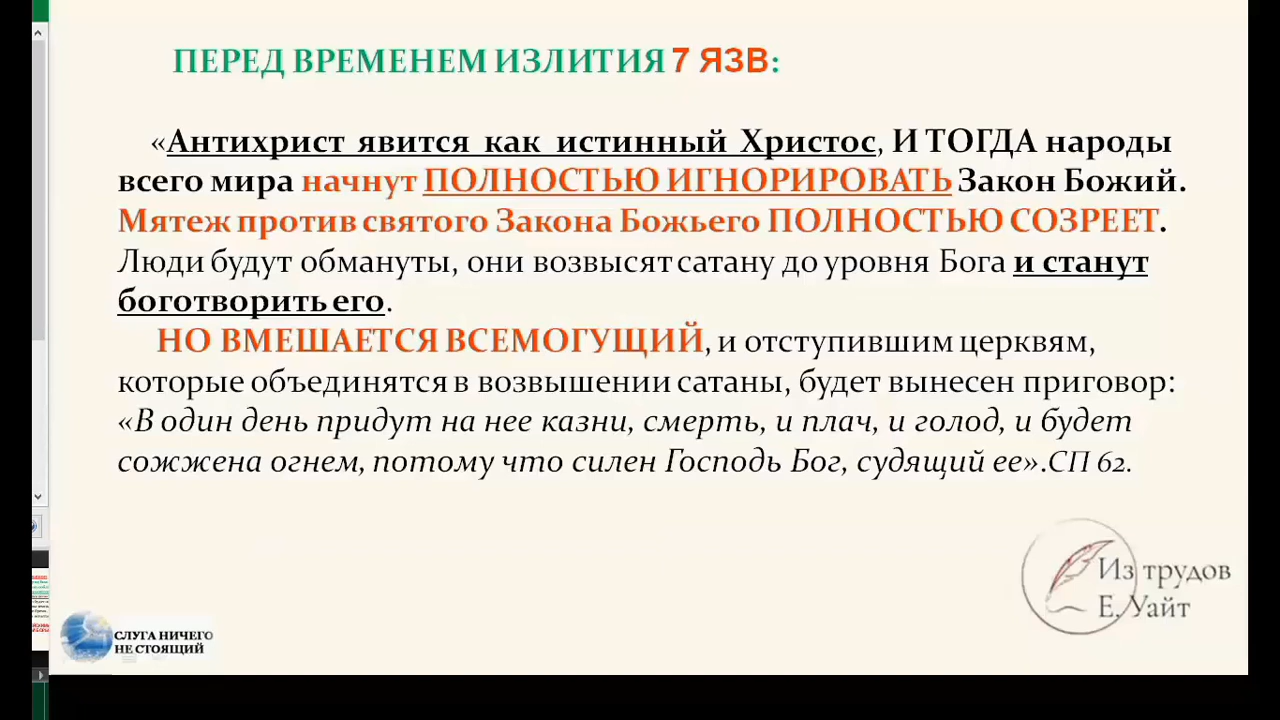 ПЕРЕД ВРЕМЕНЕМ ИЗЛИТИЯ 7 ЯЗВ:
«Антихрист явится как истинный Христос, И ТОГДА народы
всего мира начнут ПОЛНОСТЬЮ ИГНОРИРОВАТЬ Закон Божий.
Мятеж против святого Закона Божьего ПОЛНОСТЬЮ СОЗРЕЕТ.
Люди будут обмануты, они возвысят сатану до уровня Бога и станут
боготворить его.
НО ВМЕШАЕТСЯ ВСЕМОГУЩИЙ, и отступившим церквям,
которые объединятся в возвышении сатаны, будет вынесен приговор:
«В один день придут на нее казни, смерть, и плач, и голод, и будет
сожжена огнем, потому что силен Господь Бог, судящий ее».СП 62.
Из трудов
Е. Уайт
СЛУГА НИЧЕГО
НЕ СТОЯЩИЙ